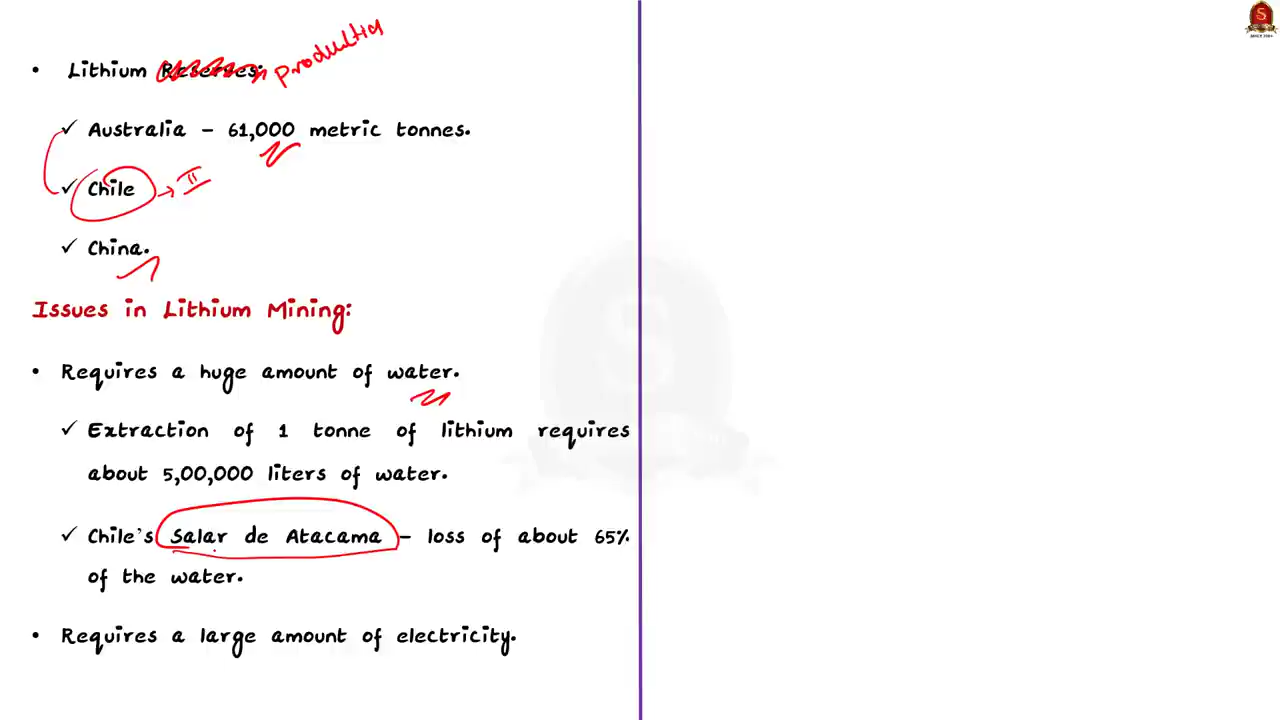 • Lithium Reserves: production
✓ Australia – 61,000 metric tonnes.
✓ Chile → II
✓ China.
Issues in Lithium Mining:
• Requires a huge amount of water.
✓ Extraction of 1 tonne of lithium requires
about 5,00,000 liters of water.
✓ Chile's Salar de Atacama – loss of about 65%
of the water.
• Requires a large amount of electricity.